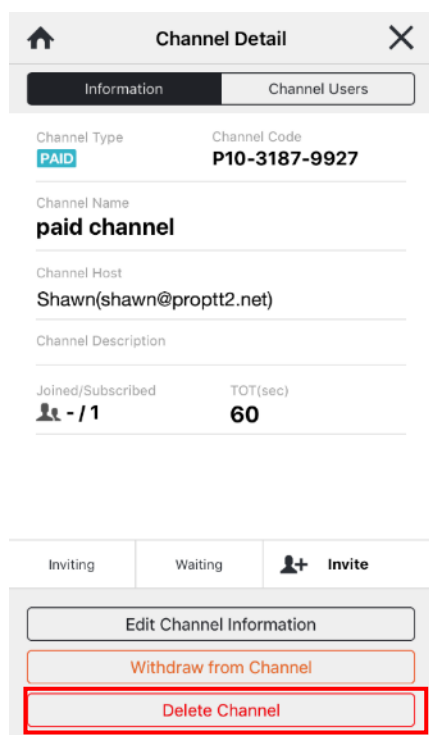 Channel Detail
Information Channel Users
Channel Type Channel Code
PAID P10-3187-9927
Channel Name
paid channel
Channel Host
Shawn(shawn@proptt2.net)
Channel Description
Joined/Subscribed TOT(sec)
- / 1 60
Inviting Waiting Invite
Edit Channel Information
Withdraw from Channel
Delete Channel